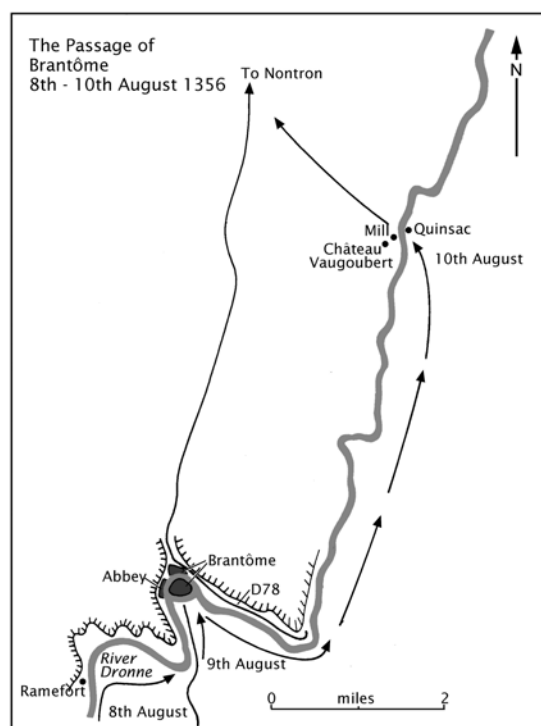 The Passage of
Brantôme
8th - 10th August 1356
To Nontron
N
Mill
Quinsac
Château
Vaugoubert
10th August
Brantôme
Abbey
D78
River
Dronne
9th August
Ramefort
8th August
0 miles 2